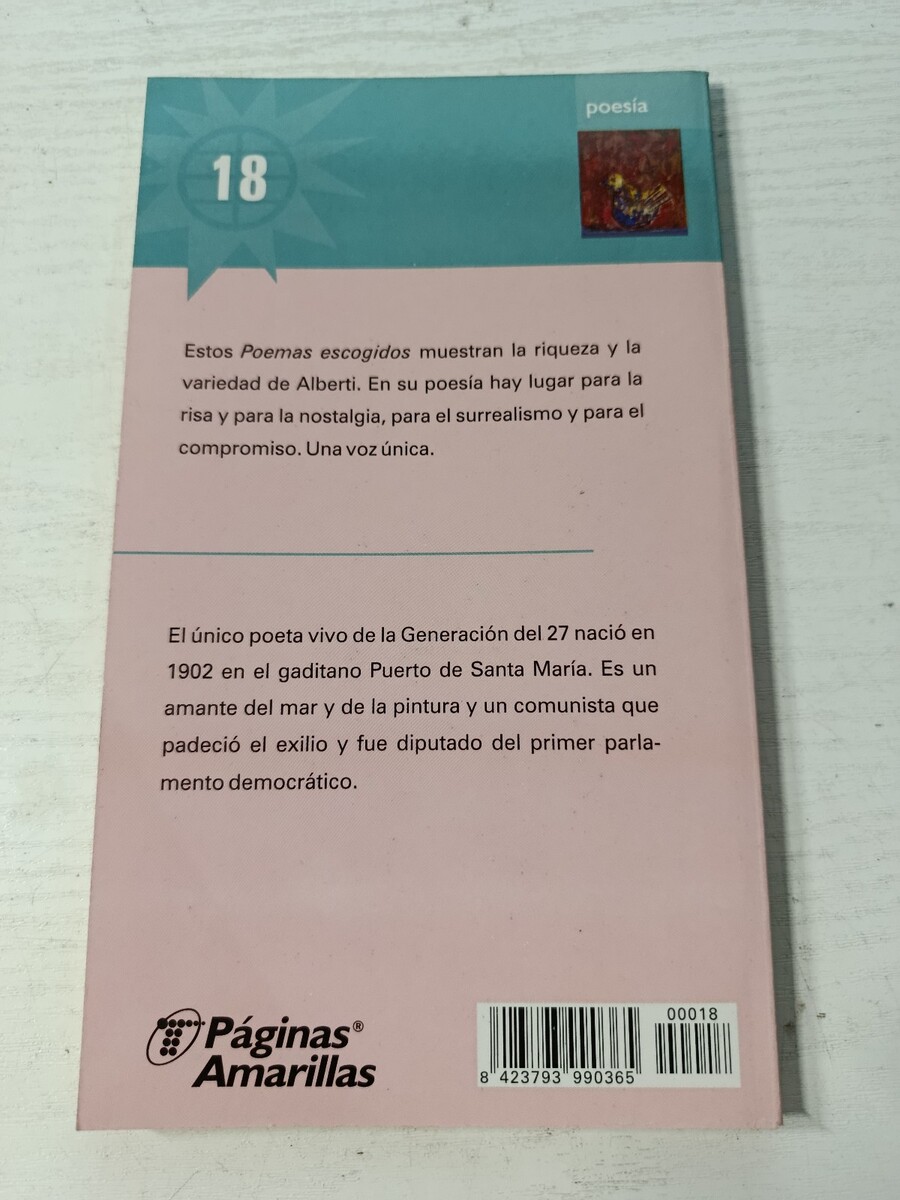 poesía
18
Estos Poemas escogidos muestran la riqueza y la
variedad de Alberti. En su poesía hay lugar para la
risa y para la nostalgia, para el surrealismo y para el
compromiso. Una voz única.
El único poeta vivo de la Generación del 27 nació en
1902 en el gaditano Puerto de Santa María. Es un
amante del mar y de la pintura y un comunista que
padeció el exilio y fue diputado del primer parla-
mento democrático.
Páginas®
Amarillas
00018
8 423793 990365